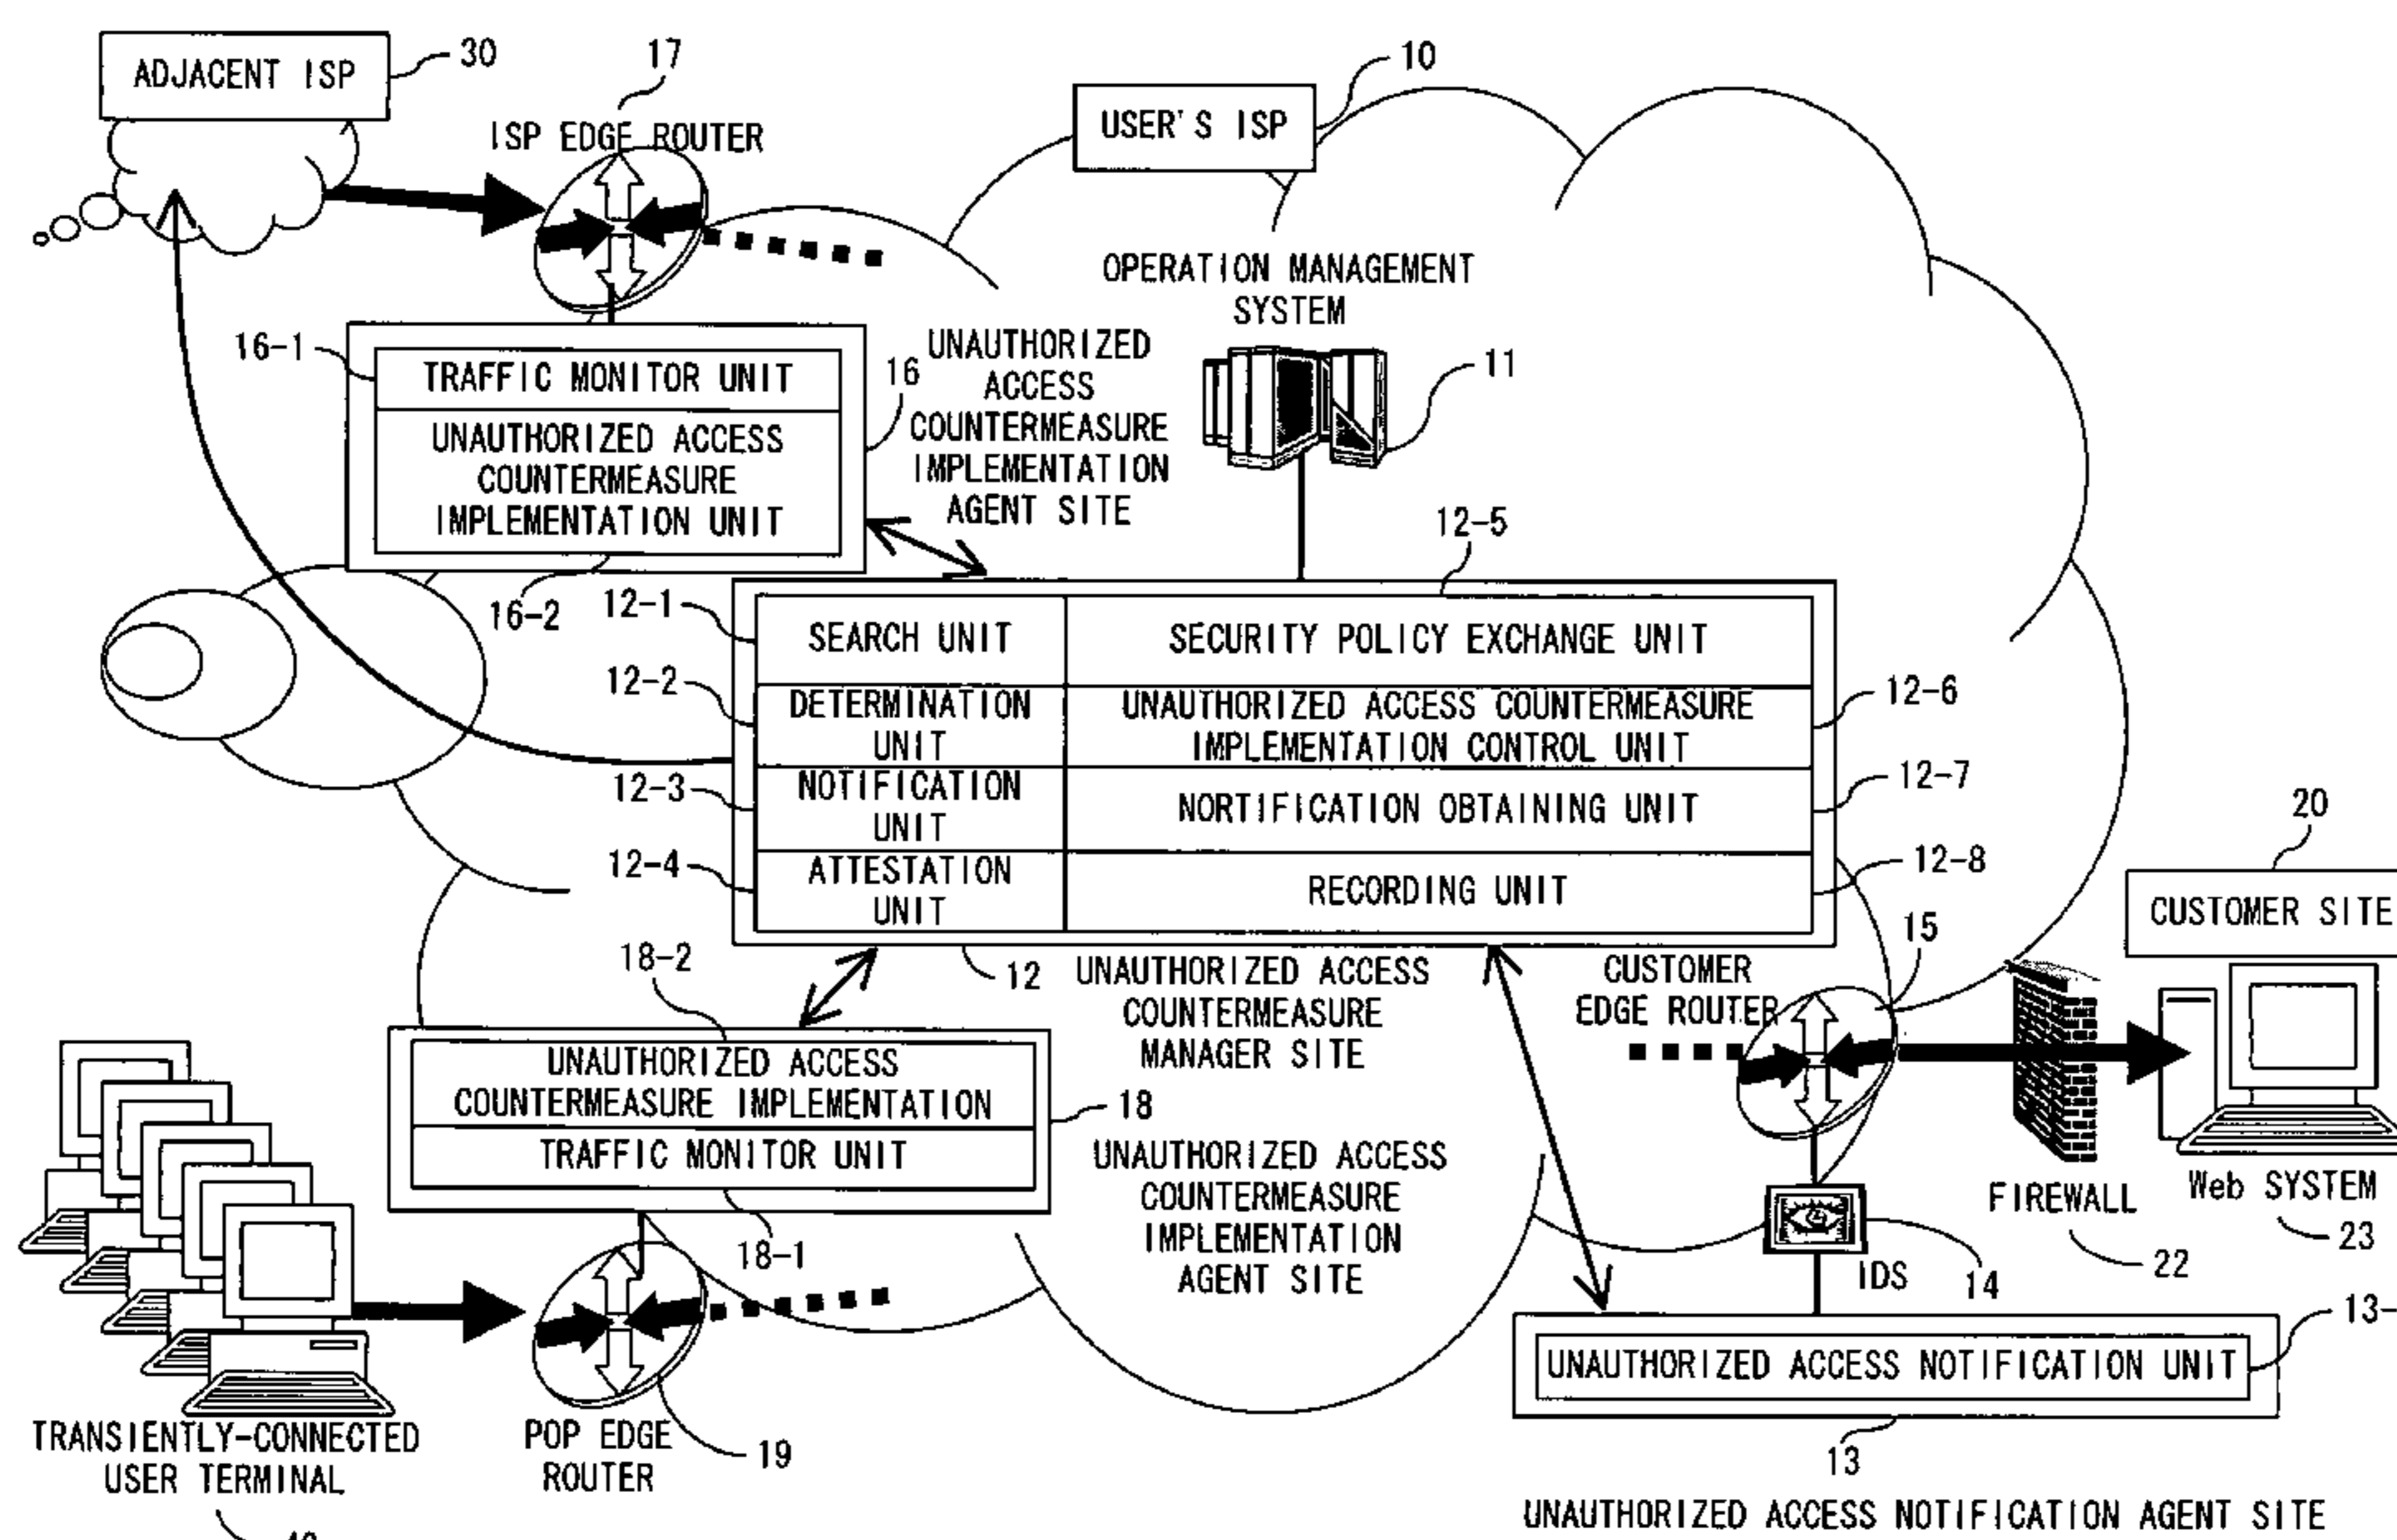 ADJACENT ISP
30
17
ISP EDGE ROUTER
USER'S ISP
10
OPERATION MANAGEMENT
SYSTEM
11
16-1
TRAFFIC MONITOR UNIT
UNAUTHORIZED ACCESS
COUNTERMEASURE
IMPLEMENTATION UNIT
16-2
16
UNAUTHORIZED
ACCESS
COUNTERMEASURE
IMPLEMENTATION
AGENT SITE
12-5
12-1
SEARCH UNIT
SECURITY POLICY EXCHANGE UNIT
12-2
DETERMINATION
UNIT
UNAUTHORIZED ACCESS COUNTERMEASURE
IMPLEMENTATION CONTROL UNIT
12-6
12-3
NOTIFICATION
UNIT
NORTIFICATION OBTAINING UNIT
12-7
12-4
ATTESTATION
UNIT
RECORDING UNIT
12-8
12
UNAUTHORIZED ACCESS
COUNTERMEASURE
MANAGER SITE
20
CUSTOMER SITE
15
CUSTOMER
EDGE ROUTER
18-2
UNAUTHORIZED ACCESS
COUNTERMEASURE IMPLEMENTATION
TRAFFIC MONITOR UNIT
18-1
18
UNAUTHORIZED ACCESS
COUNTERMEASURE
IMPLEMENTATION
AGENT SITE
FIREWALL
22
Web SYSTEM
23
IDS
14
TRANSIENTLY-CONNECTED
USER TERMINAL
POP EDGE
ROUTER
19
13-
UNAUTHORIZED ACCESS NOTIFICATION UNIT
13
UNAUTHORIZED ACCESS NOTIFICATION AGENT SITE